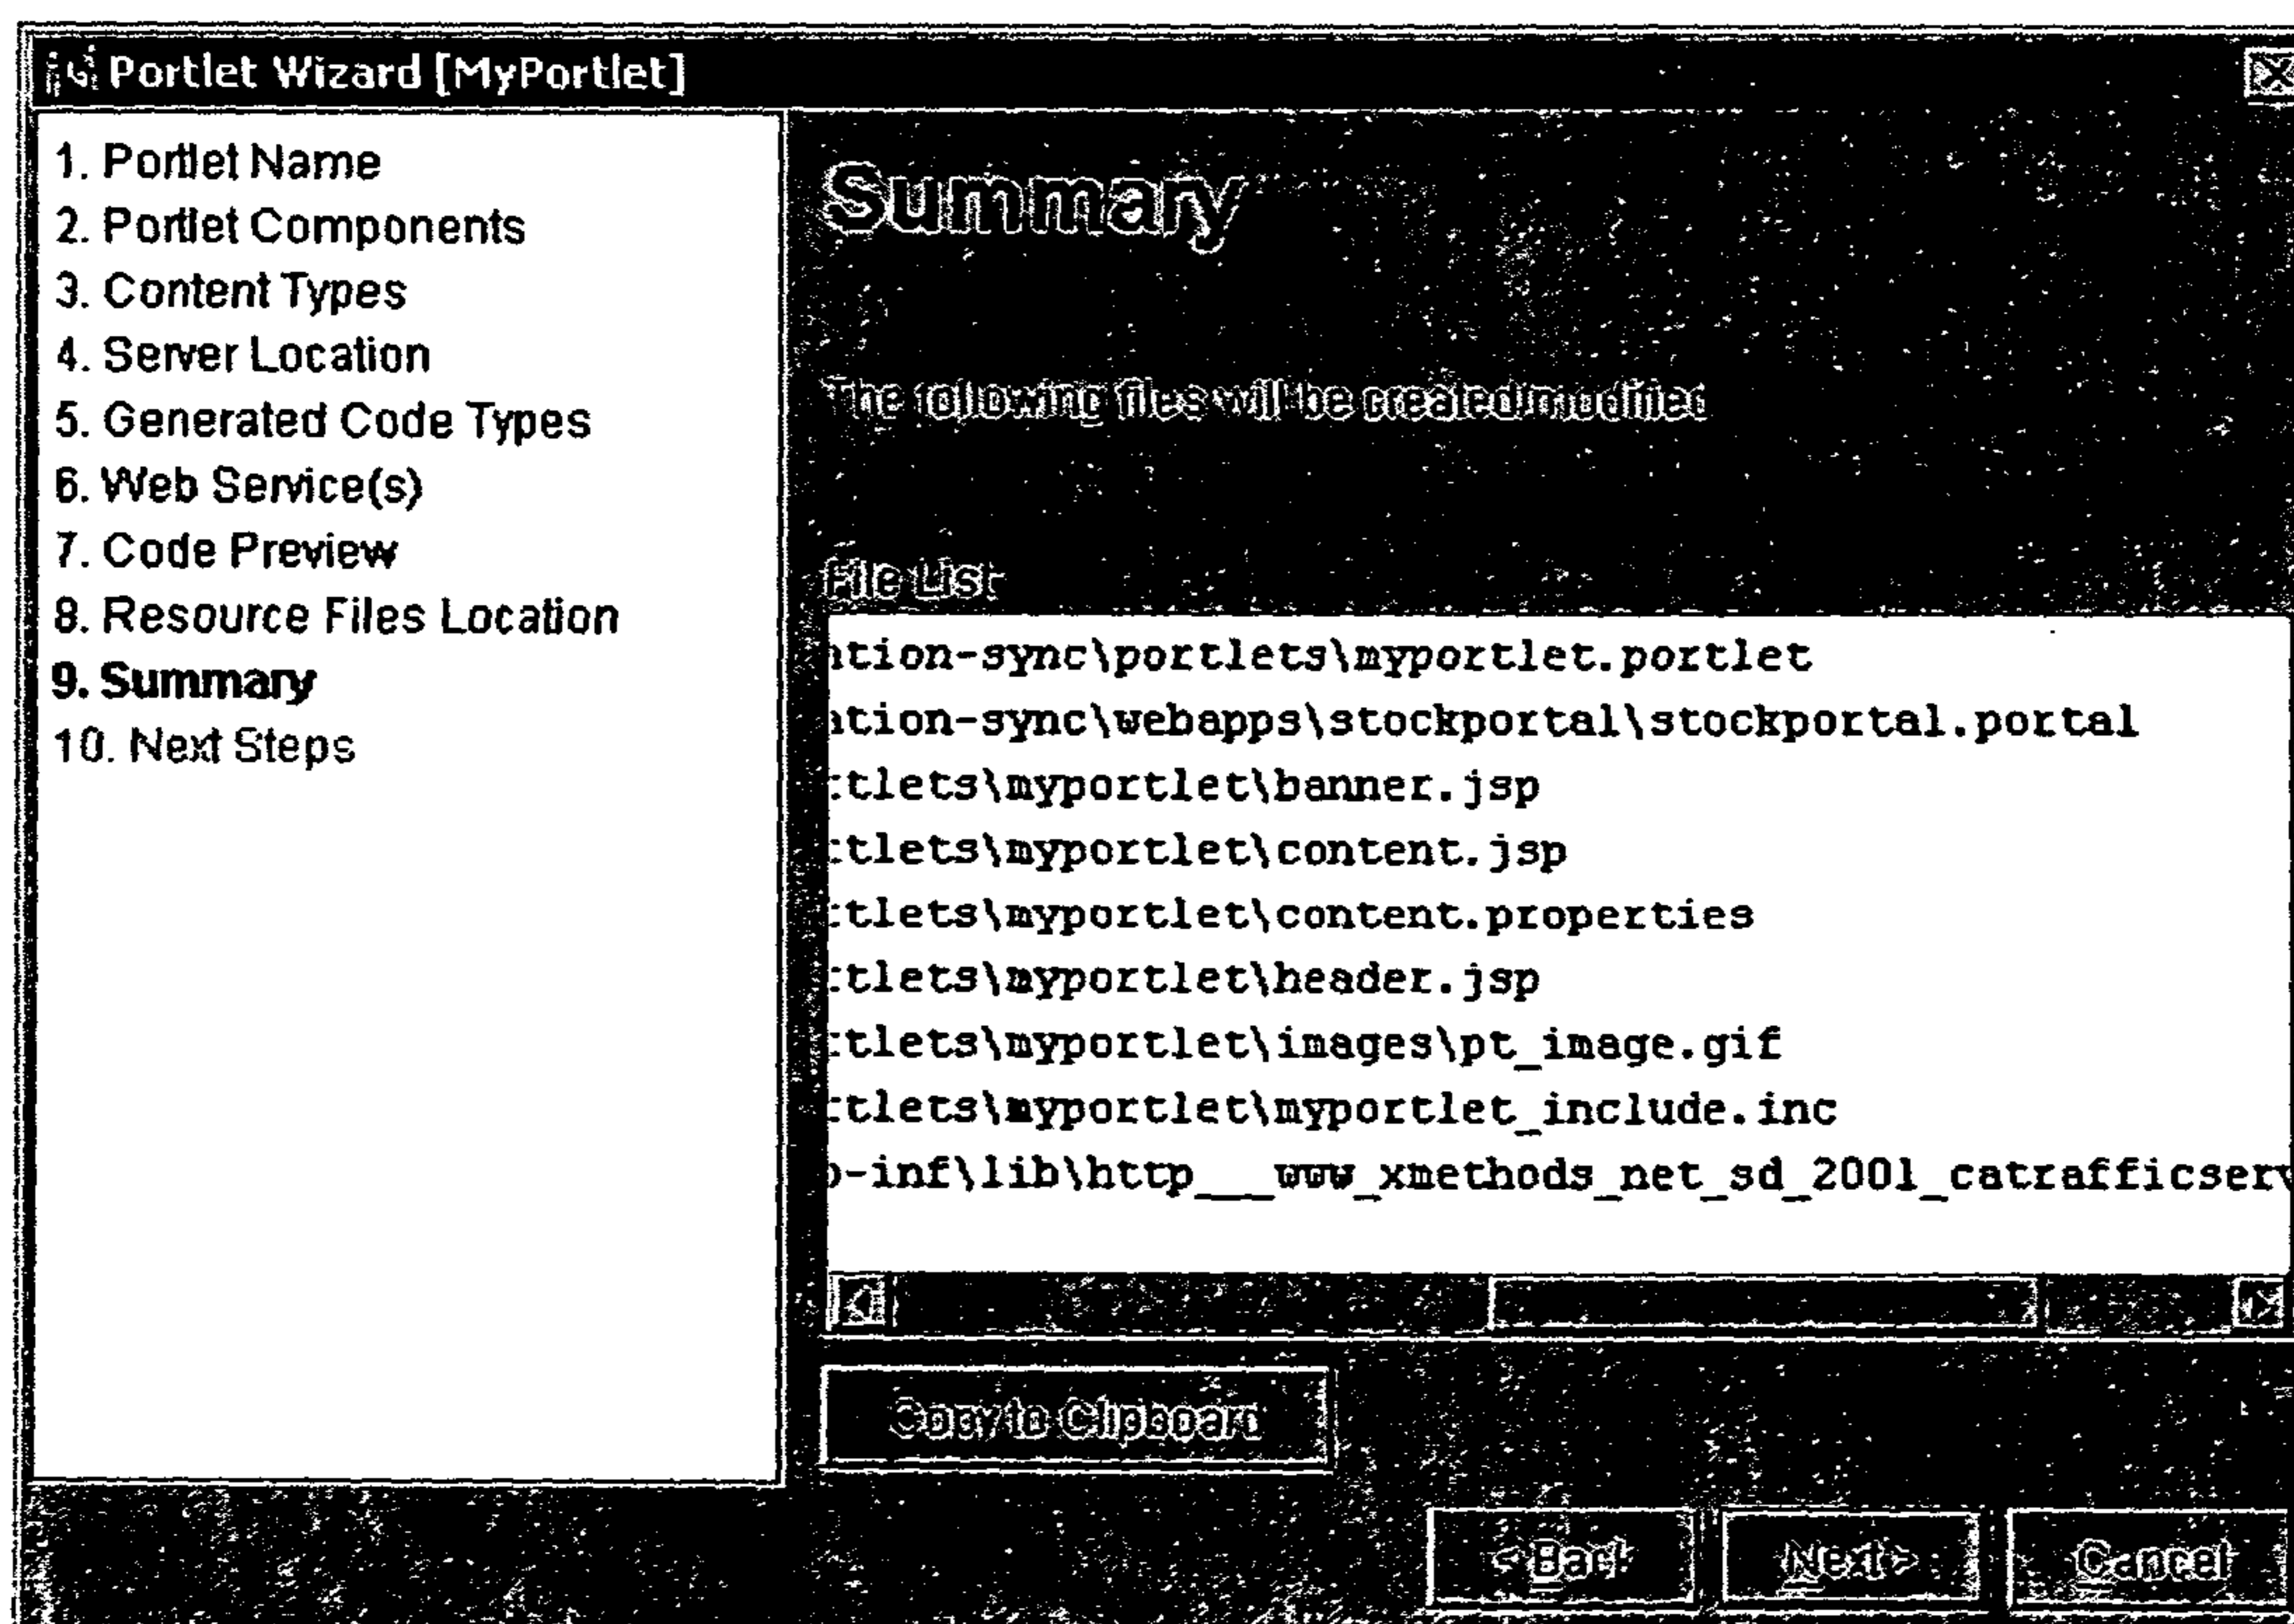 Portlet Wizard [MyPortlet]
1. Portlet Name
2. Portlet Components
3. Content Types
4. Server Location
5. Generated Code Types
6. Web Service(s)
7. Code Preview
8. Resource Files Location
9. Summary
10. Next Steps
Summary
The following files will be created/modified
File List
ation-sync\portlets\myportlet.portlet
ation-sync\webapps\stockportal\stockportal.portal
tlets\myportlet\banner.jsp
tlets\myportlet\content.jsp
tlets\myportlet\content.properties
tlets\myportlet\header.jsp
tlets\myportlet\images\pt_image.gif
tlets\myportlet\myportlet_include.inc
-inf\lib\http___www_xmethods_net_sd_2001_catrafficserv
Copy to Clipboard
< Back
Next >
Cancel